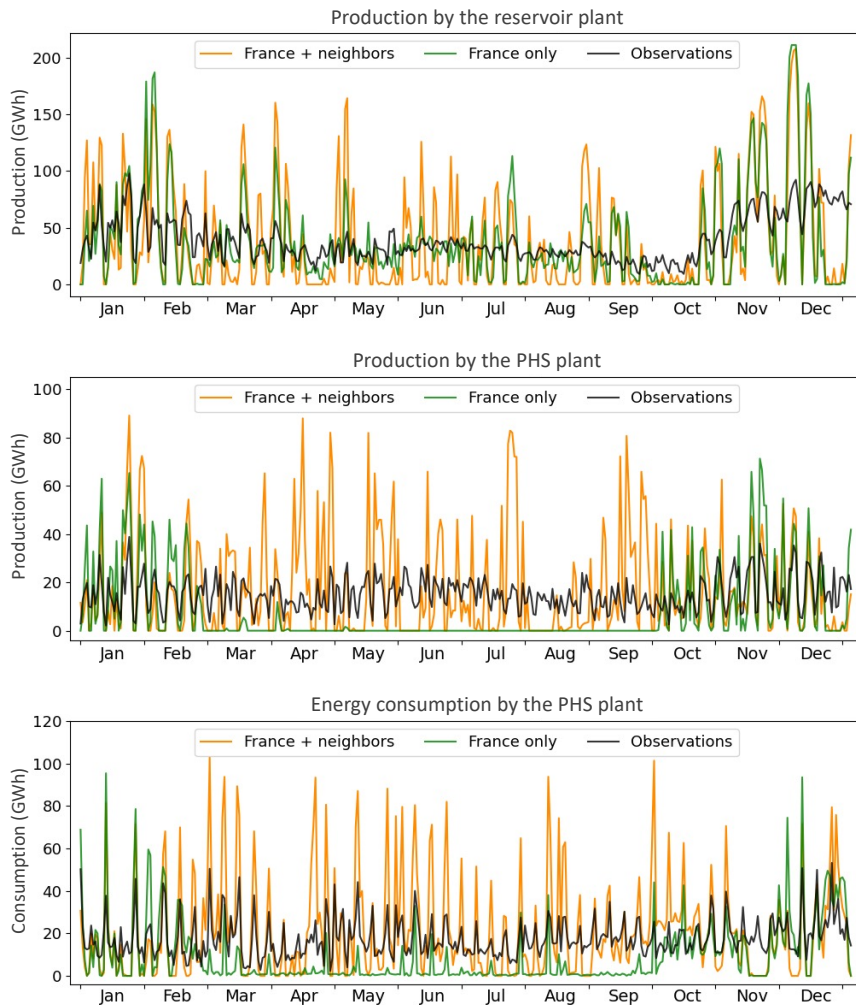 Production by the reservoir plant
France + neighbors France only Observations
Production (GWh)
200
150
100
50
0
Jan Feb Mar Apr May Jun Jul Aug Sep Oct Nov Dec
Production by the PHS plant
France + neighbors France only Observations
Production (GWh)
100
80
60
40
20
0
Jan Feb Mar Apr May Jun Jul Aug Sep Oct Nov Dec
Energy consumption by the PHS plant
France + neighbors France only Observations
Consumption (GWh)
120
100
80
60
40
20
0
Jan Feb Mar Apr May Jun Jul Aug Sep Oct Nov Dec